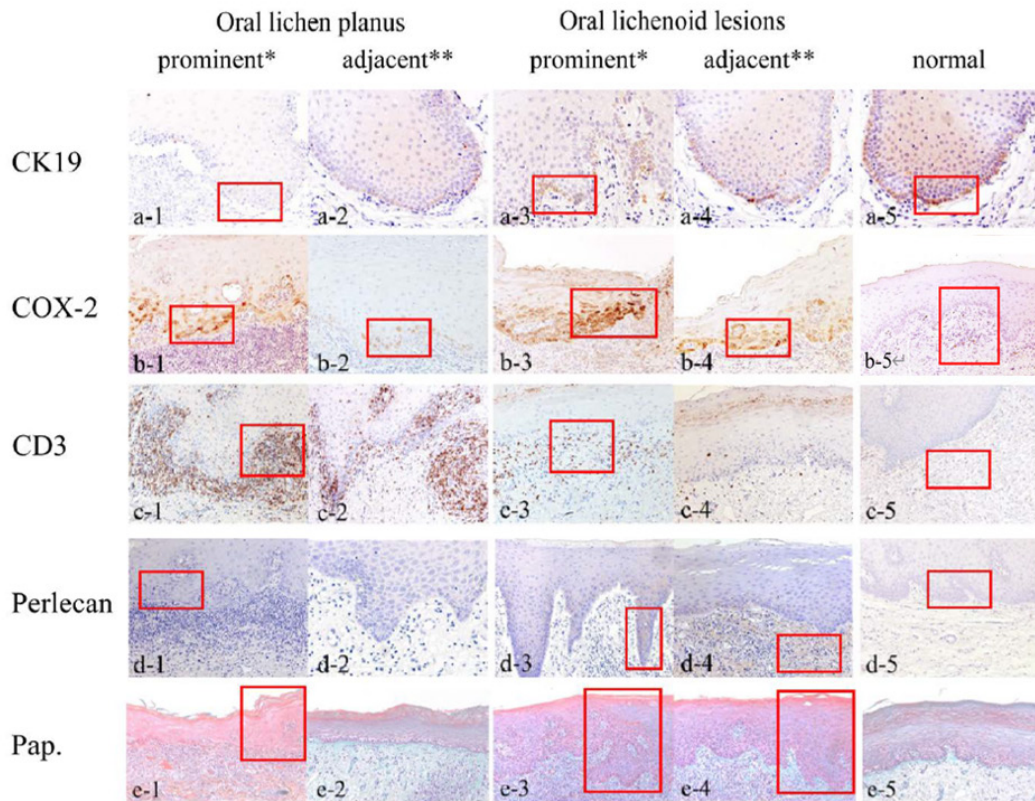 Oral lichen planus Oral lichenoid lesions
prominent* adjacent** prominent* adjacent** normal
CK19
a-1 a-2 a-3 a-4 a-5
COX-2
b-1 b-2 b-3 b-4 b-5↵
CD3
c-1 c-2 c-3 c-4 c-5
Perlecan
d-1 d-2 d-3 d-4 d-5
Pap.
e-1 e-2 e-3 e-4 e-5